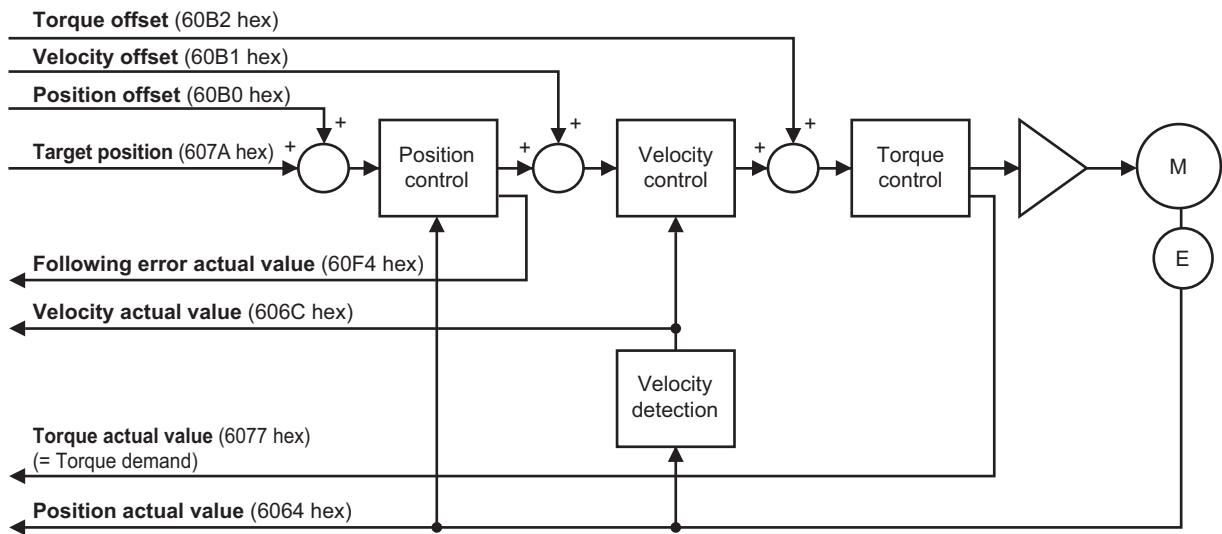 Torque offset (60B2 hex)
Velocity offset (60B1 hex)
Position offset (60B0 hex)
+
+
+
Target position (607A hex)
+
Position
control
+
Velocity
control
+
Torque
control
M
E
Following error actual value (60F4 hex)
Velocity actual value (606C hex)
Velocity
detection
Torque actual value (6077 hex)
(= Torque demand)
Position actual value (6064 hex)